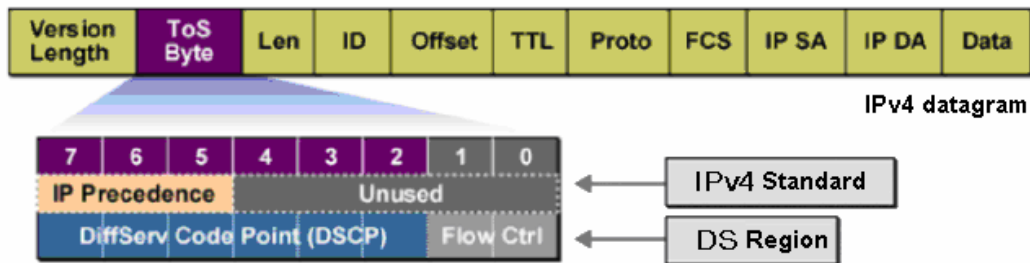 Version Length ToS Byte Len ID Offset TTL Proto FCS IP SA IP DA Data
IPv4 datagram
7 6 5 4 3 2 1 0
IP Precedence Unused IPv4 Standard
DiffServ Code Point (DSCP) Flow Ctrl DS Region